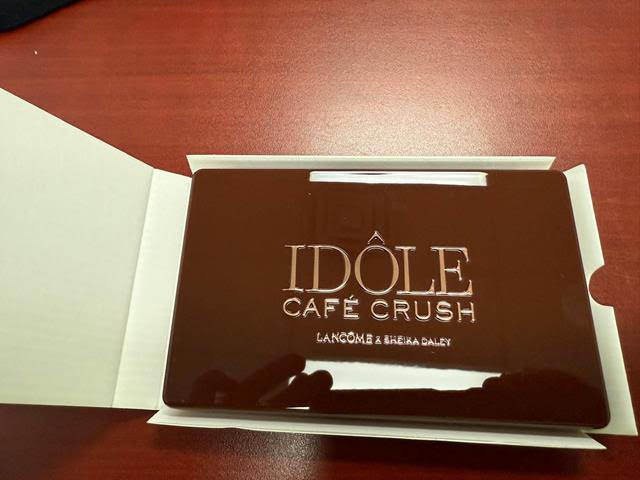 IDÔLE
CAFÉ CRUSH
LANCÔME X SHEIKA DALEY